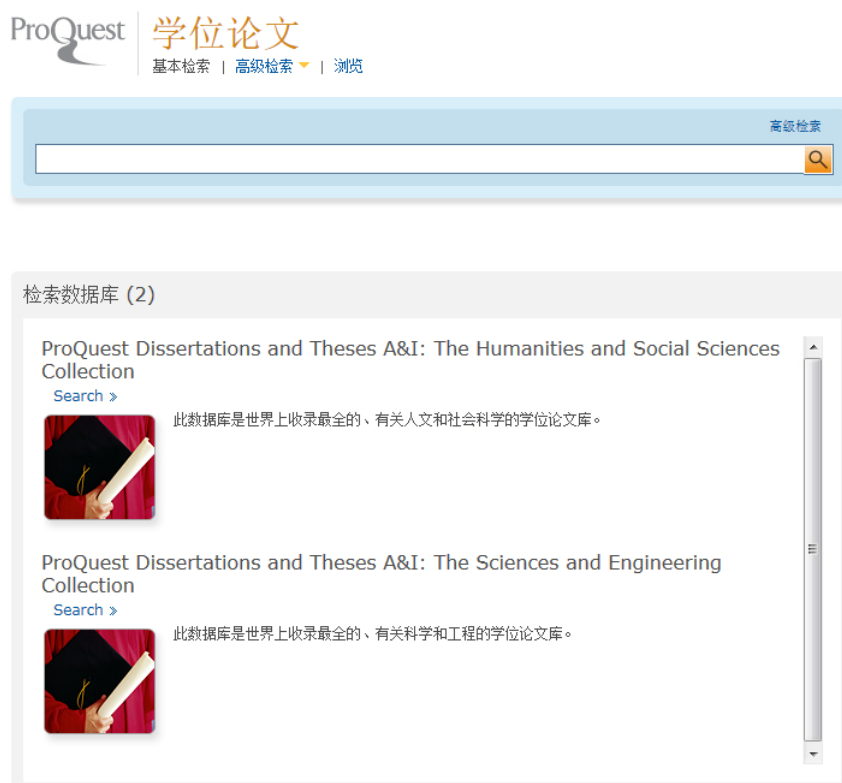 ProQuest
学位论文
基本检索 | 高级检索 | 浏览
高级检索
检索数据库 (2)
ProQuest Dissertations and Theses A&I: The Humanities and Social Sciences
Collection
Search »
此数据库是世界上收录最全的、有关人文和社会科学的学位论文库。
ProQuest Dissertations and Theses A&I: The Sciences and Engineering
Collection
Search »
此数据库是世界上收录最全的、有关科学和工程的学位论文库。